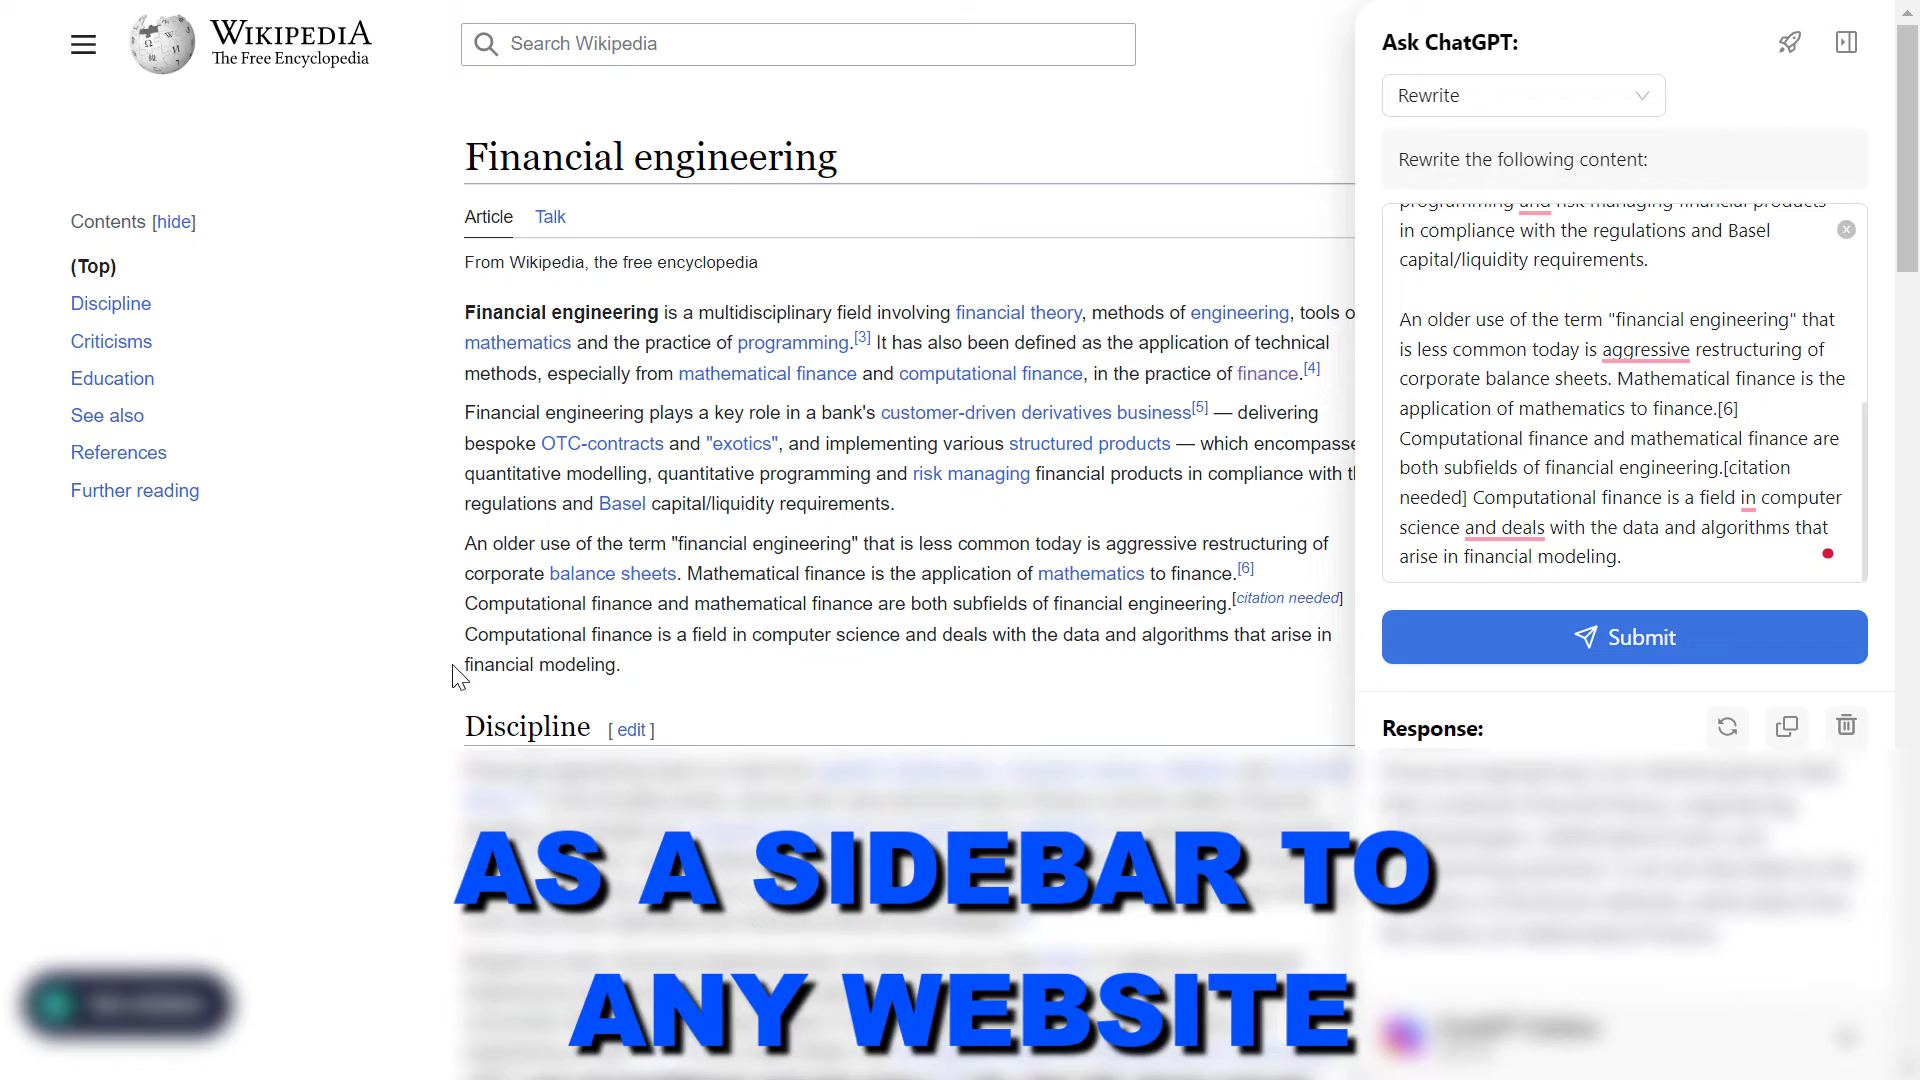 WIKIPEDIA
The Free Encyclopedia
Search Wikipedia
Contents [hide]
(Top)
Discipline
Criticisms
Education
See also
References
Further reading
Financial engineering
Article Talk
From Wikipedia, the free encyclopedia
Financial engineering is a multidisciplinary field involving financial theory, methods of engineering, tools o
mathematics and the practice of programming.[3] It has also been defined as the application of technical
methods, especially from mathematical finance and computational finance, in the practice of finance.[4]
Financial engineering plays a key role in a bank's customer-driven derivatives business[5] — delivering
bespoke OTC-contracts and "exotics", and implementing various structured products — which encompasse
quantitative modelling, quantitative programming and risk managing financial products in compliance with t
regulations and Basel capital/liquidity requirements.
An older use of the term "financial engineering" that is less common today is aggressive restructuring of
corporate balance sheets. Mathematical finance is the application of mathematics to finance.[6]
Computational finance and mathematical finance are both subfields of financial engineering.[citation needed]
Computational finance is a field in computer science and deals with the data and algorithms that arise in
financial modeling.
Discipline [ edit ]
Ask ChatGPT:
Rewrite
Rewrite the following content:
programming and risk managing financial products
in compliance with the regulations and Basel
capital/liquidity requirements.
An older use of the term "financial engineering" that
is less common today is aggressive restructuring of
corporate balance sheets. Mathematical finance is the
application of mathematics to finance.[6]
Computational finance and mathematical finance are
both subfields of financial engineering.[citation
needed] Computational finance is a field in computer
science and deals with the data and algorithms that
arise in financial modeling.
Submit
Response:
AS A SIDEBAR TO
ANY WEBSITE